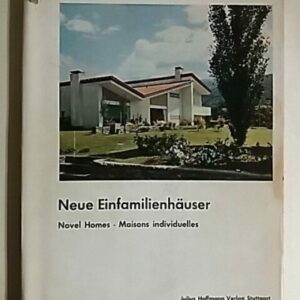 Neue Einfamilienhäuser
Novel Homes - Maisons individuelles
Julius Hoffmann Verlag Stuttgart